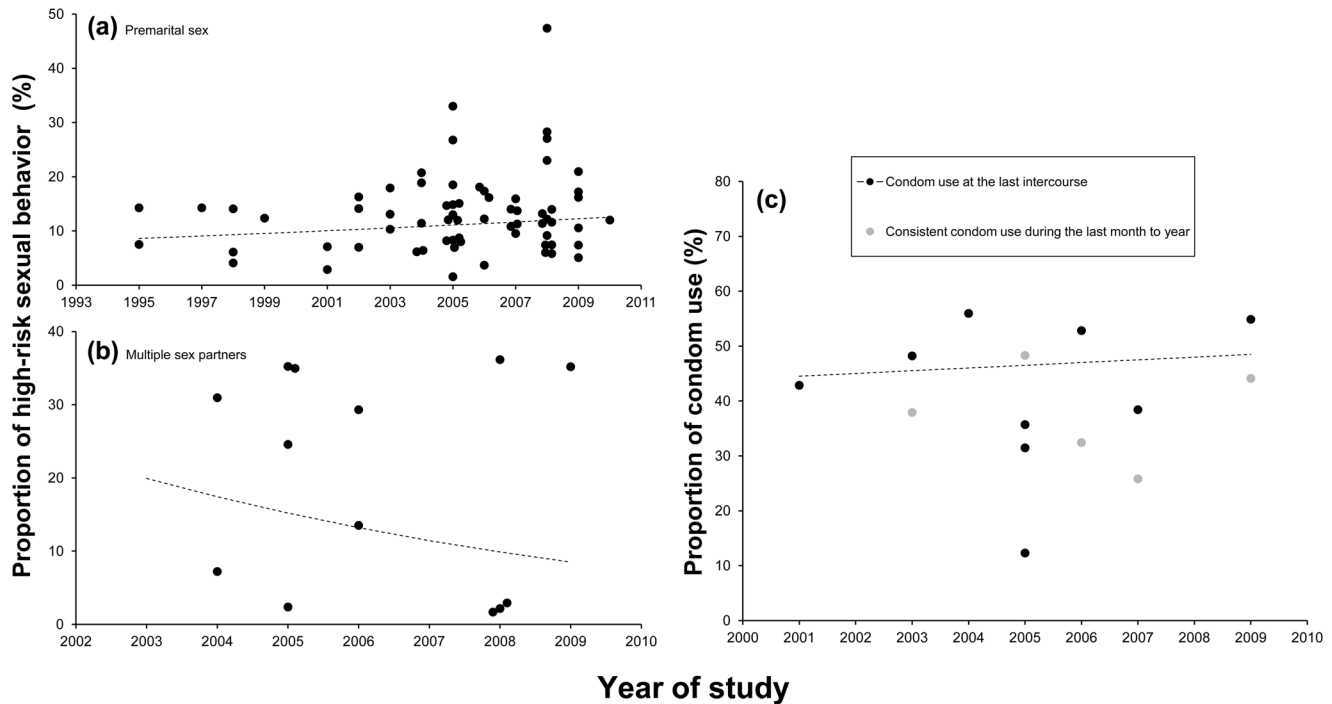 Proportion of high-risk sexual behavior (%)
(a) Premarital sex
50
40
30
20
10
0
1993 1995 1997 1999 2001 2003 2005 2007 2009 2011
(b) Multiple sex partners
40
30
20
10
0
2002 2003 2004 2005 2006 2007 2008 2009 2010
(c)
Condom use at the last intercourse
Consistent condom use during the last month to year
Proportion of condom use (%)
80
70
60
50
40
30
20
10
0
2000 2001 2002 2003 2004 2005 2006 2007 2008 2009 2010
Year of study